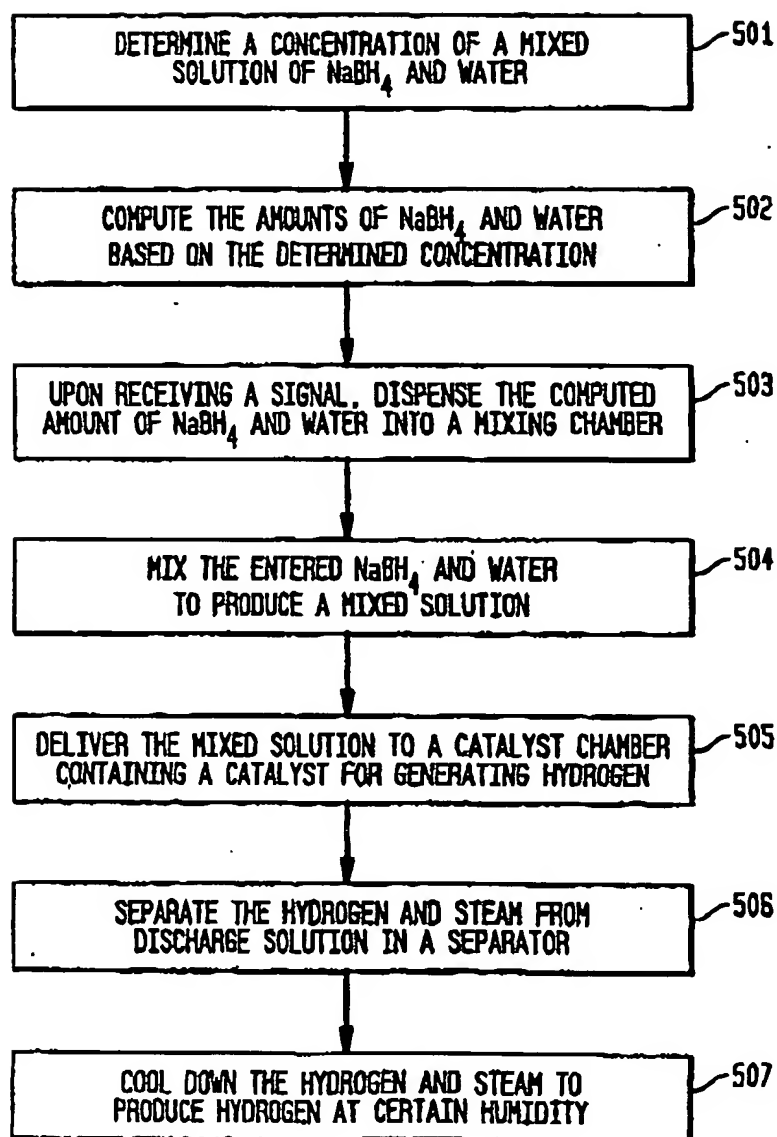 DETERMINE A CONCENTRATION OF A MIXED
SOLUTION OF NaBH4 AND WATER
501
COMPUTE THE AMOUNTS OF NaBH4 AND WATER
BASED ON THE DETERMINED CONCENTRATION
502
UPON RECEIVING A SIGNAL, DISPENSE THE COMPUTED
AMOUNT OF NaBH4 AND WATER INTO A MIXING CHAMBER
503
MIX THE ENTERED NaBH4 AND WATER
TO PRODUCE A MIXED SOLUTION
504
DELIVER THE MIXED SOLUTION TO A CATALYST CHAMBER
CONTAINING A CATALYST FOR GENERATING HYDROGEN
505
SEPARATE THE HYDROGEN AND STEAM FROM
DISCHARGE SOLUTION IN A SEPARATOR
506
COOL DOWN THE HYDROGEN AND STEAM TO
PRODUCE HYDROGEN AT CERTAIN HUMIDITY
507